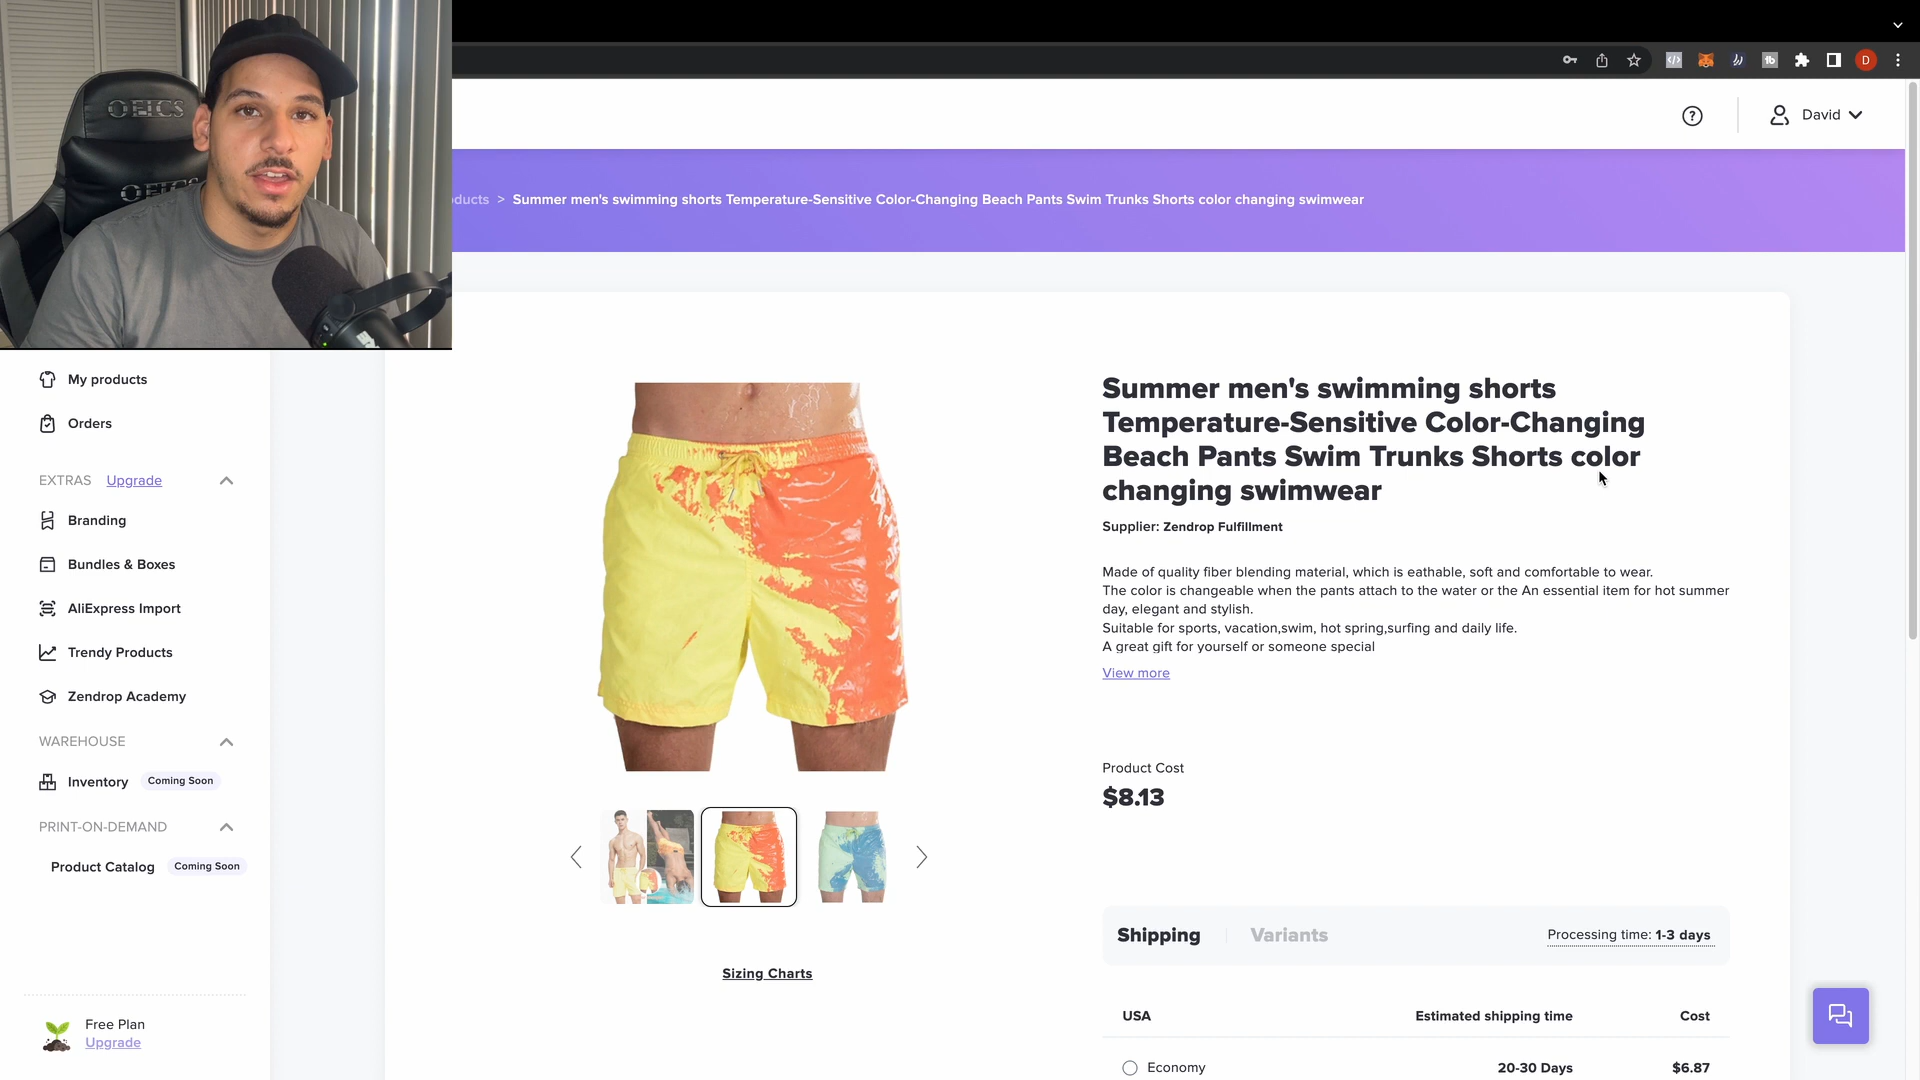 OFICS
OFICS
David
D
ducts > Summer men's swimming shorts Temperature-Sensitive Color-Changing Beach Pants Swim Trunks Shorts color changing swimwear
My products
Orders
EXTRAS Upgrade
Branding
Bundles & Boxes
AliExpress Import
Trendy Products
Zendrop Academy
WAREHOUSE
Inventory Coming Soon
PRINT-ON-DEMAND
Product Catalog Coming Soon
Free Plan
Upgrade
Sizing Charts
Summer men's swimming shorts
Temperature-Sensitive Color-Changing
Beach Pants Swim Trunks Shorts color
changing swimwear
Supplier: Zendrop Fulfillment
Made of quality fiber blending material, which is eathable, soft and comfortable to wear.
The color is changeable when the pants attach to the water or the An essential item for hot summer
day, elegant and stylish.
Suitable for sports, vacation,swim, hot spring,surfing and daily life.
A great gift for yourself or someone special
View more
Product Cost
$8.13
Shipping Variants Processing time: 1-3 days
USA Estimated shipping time Cost
Economy 20-30 Days $6.87